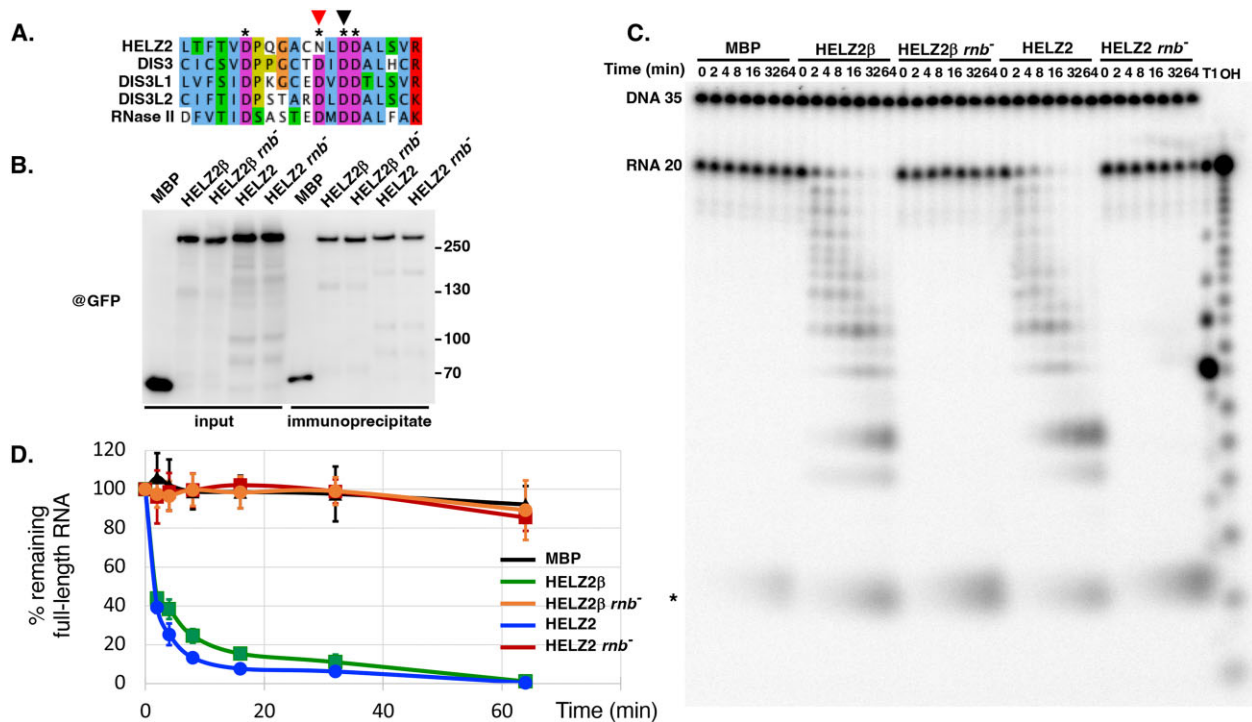 A.
* * * *
HELZ2 LTFTVDPQGACNLDDALSVR
DIS3 CICSVDPPGCTDIDDALHCR
DIS3L1 LVFSIDPKGCEDVDDTLSVR
DIS3L2 CIFTIDPSTARDLDDALSCK
RNase II DFVTIDSASTEDMDDALFAK
B.
MBP HELZ2β HELZ2β rnb⁻ HELZ2 HELZ2 rnb⁻ MBP HELZ2β HELZ2β rnb⁻ HELZ2 HELZ2 rnb⁻
@GFP
- 250
- 130
- 100
- 70
input immunoprecipitate
C.
MBP HELZ2β HELZ2β rnb⁻ HELZ2 HELZ2 rnb⁻
Time (min) 0 2 4 8 16 3264 0 2 4 8 16 3264 0 2 4 8 16 3264 0 2 4 8 16 3264 0 2 4 8 16 3264 T1 OH
DNA 35
RNA 20
*
D.
% remaining
full-length RNA
120
100
80
60
40
20
0
MBP
HELZ2β
HELZ2β rnb⁻
HELZ2
HELZ2 rnb⁻
0 20 40 60 Time (min)